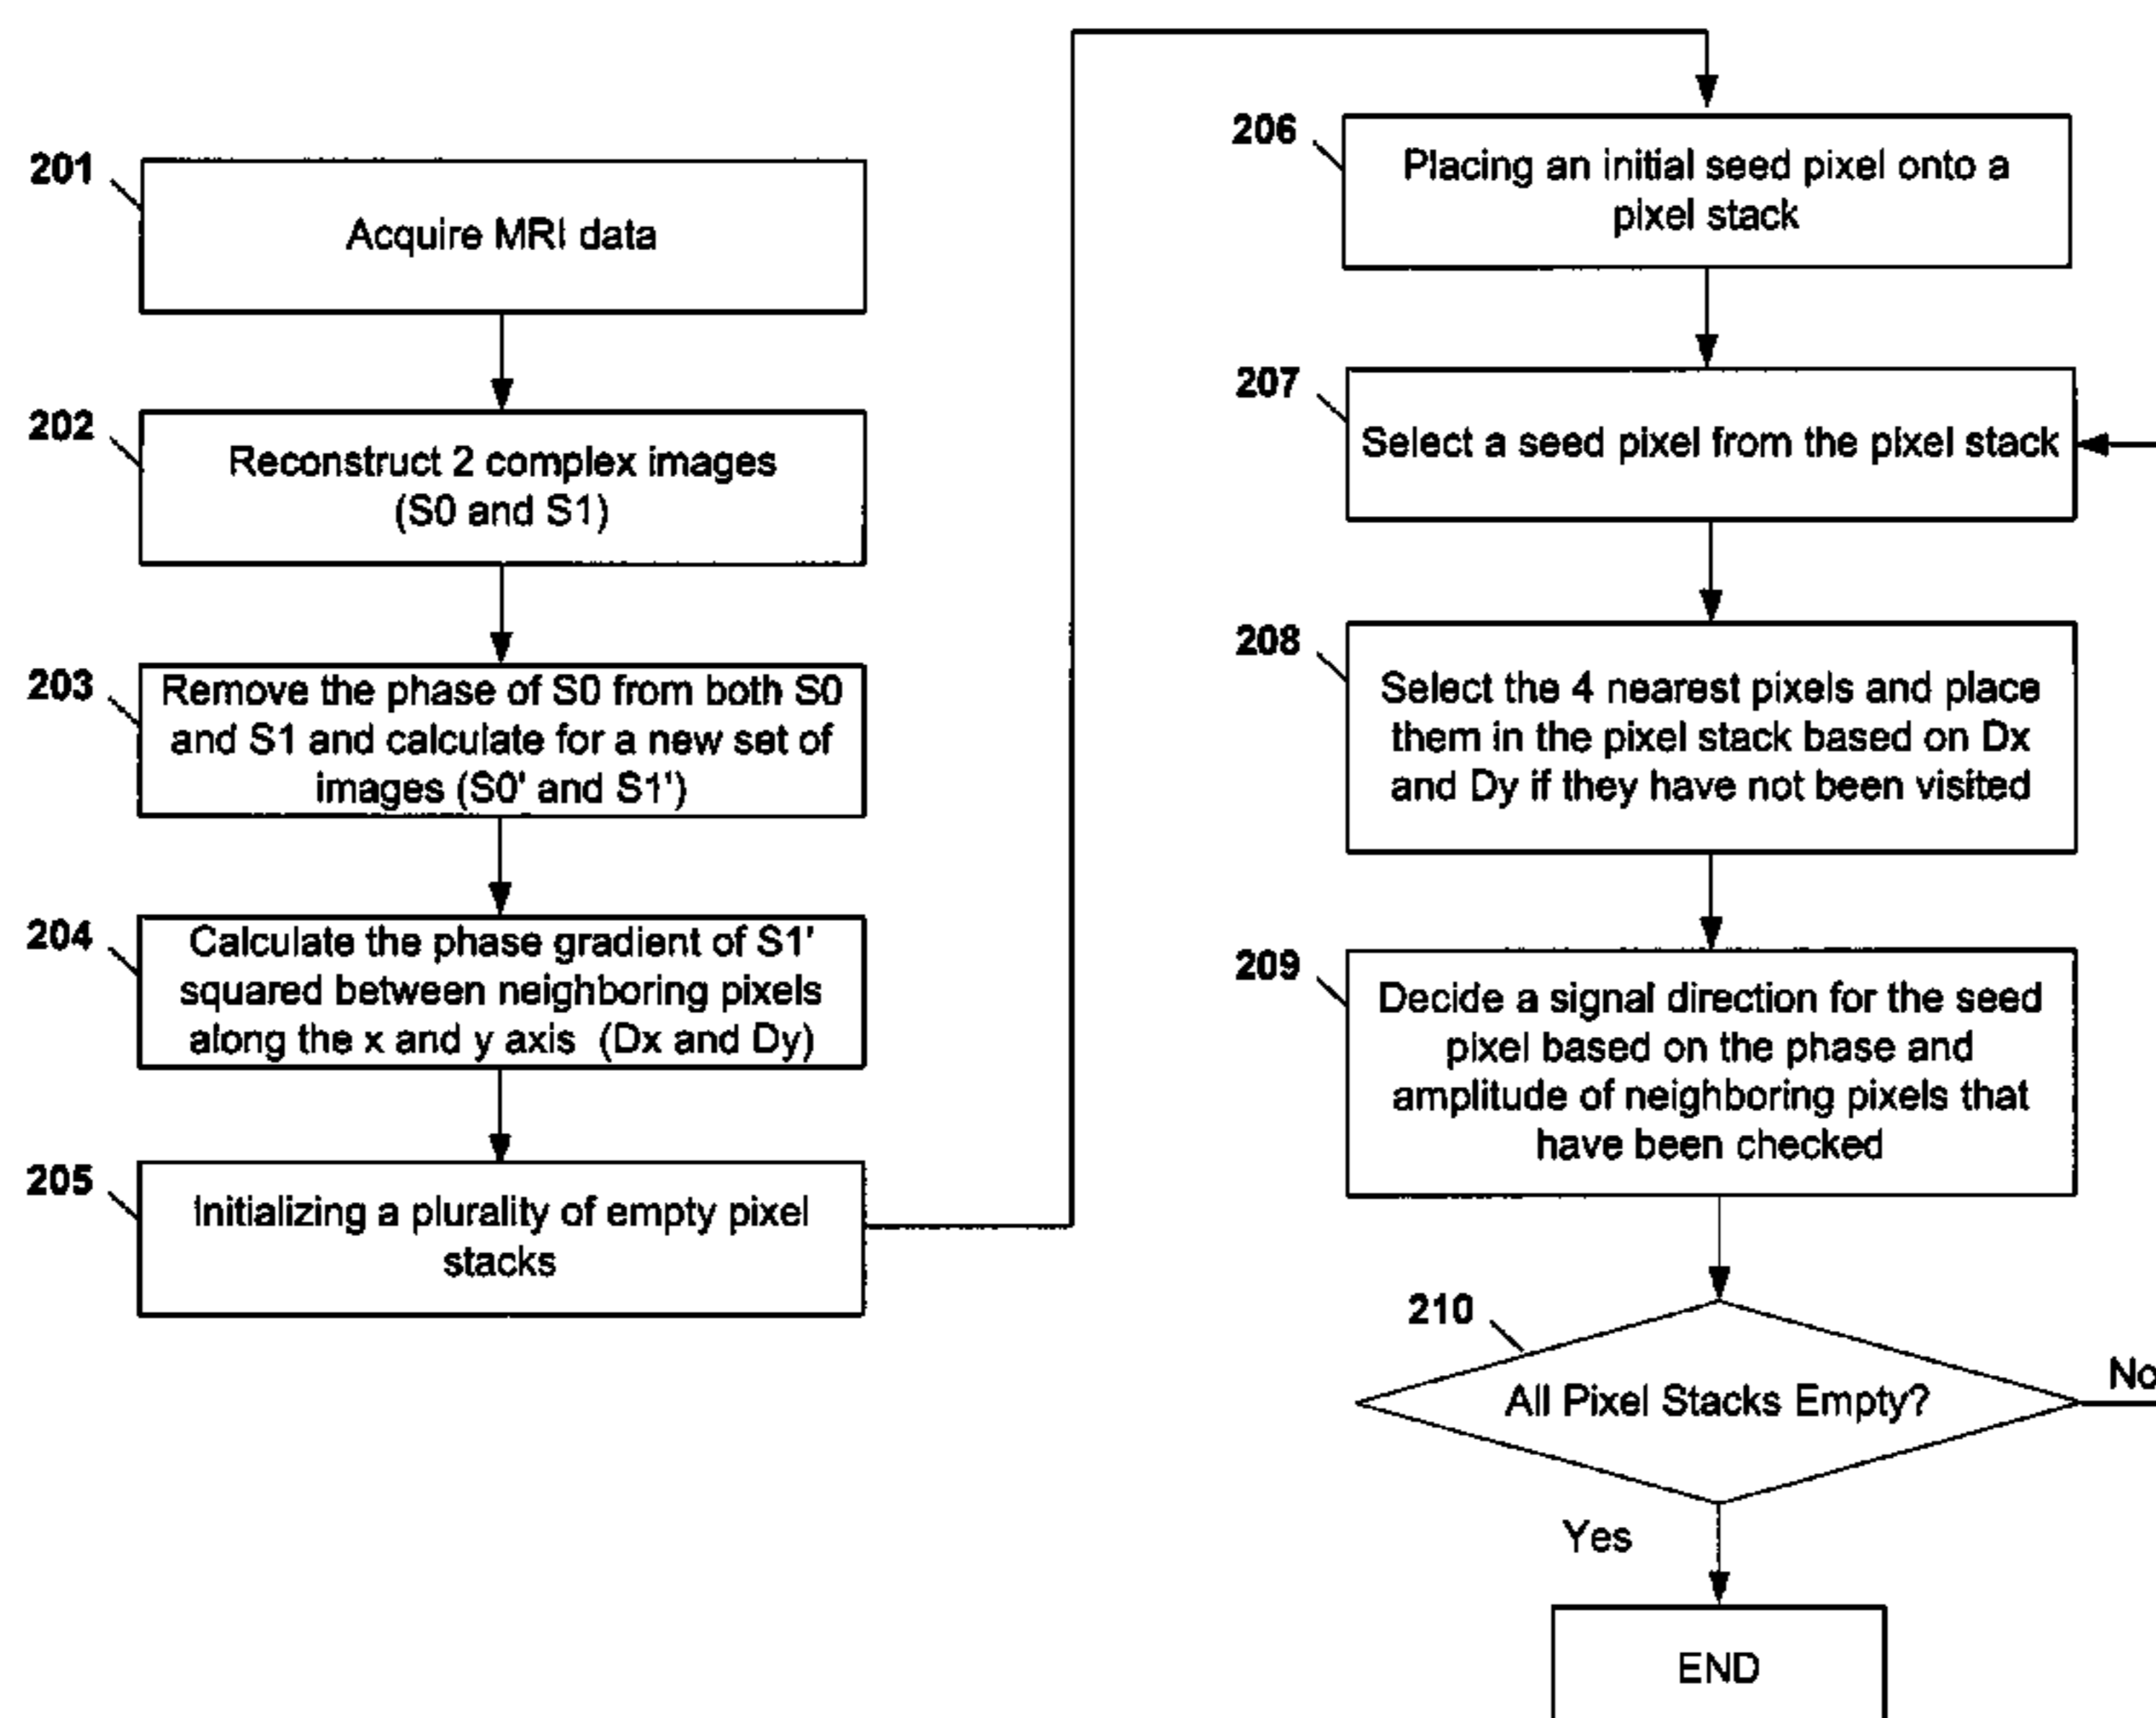 201
Acquire MRI data
202
Reconstruct 2 complex images
(S0 and S1)
203
Remove the phase of S0 from both S0
and S1 and calculate for a new set of
images (S0' and S1')
204
Calculate the phase gradient of S1'
squared between neighboring pixels
along the x and y axis (Dx and Dy)
205
Initializing a plurality of empty pixel
stacks
206
Placing an initial seed pixel onto a
pixel stack
207
Select a seed pixel from the pixel stack
208
Select the 4 nearest pixels and place
them in the pixel stack based on Dx
and Dy if they have not been visited
209
Decide a signal direction for the seed
pixel based on the phase and
amplitude of neighboring pixels that
have been checked
210
All Pixel Stacks Empty?
No
Yes
END